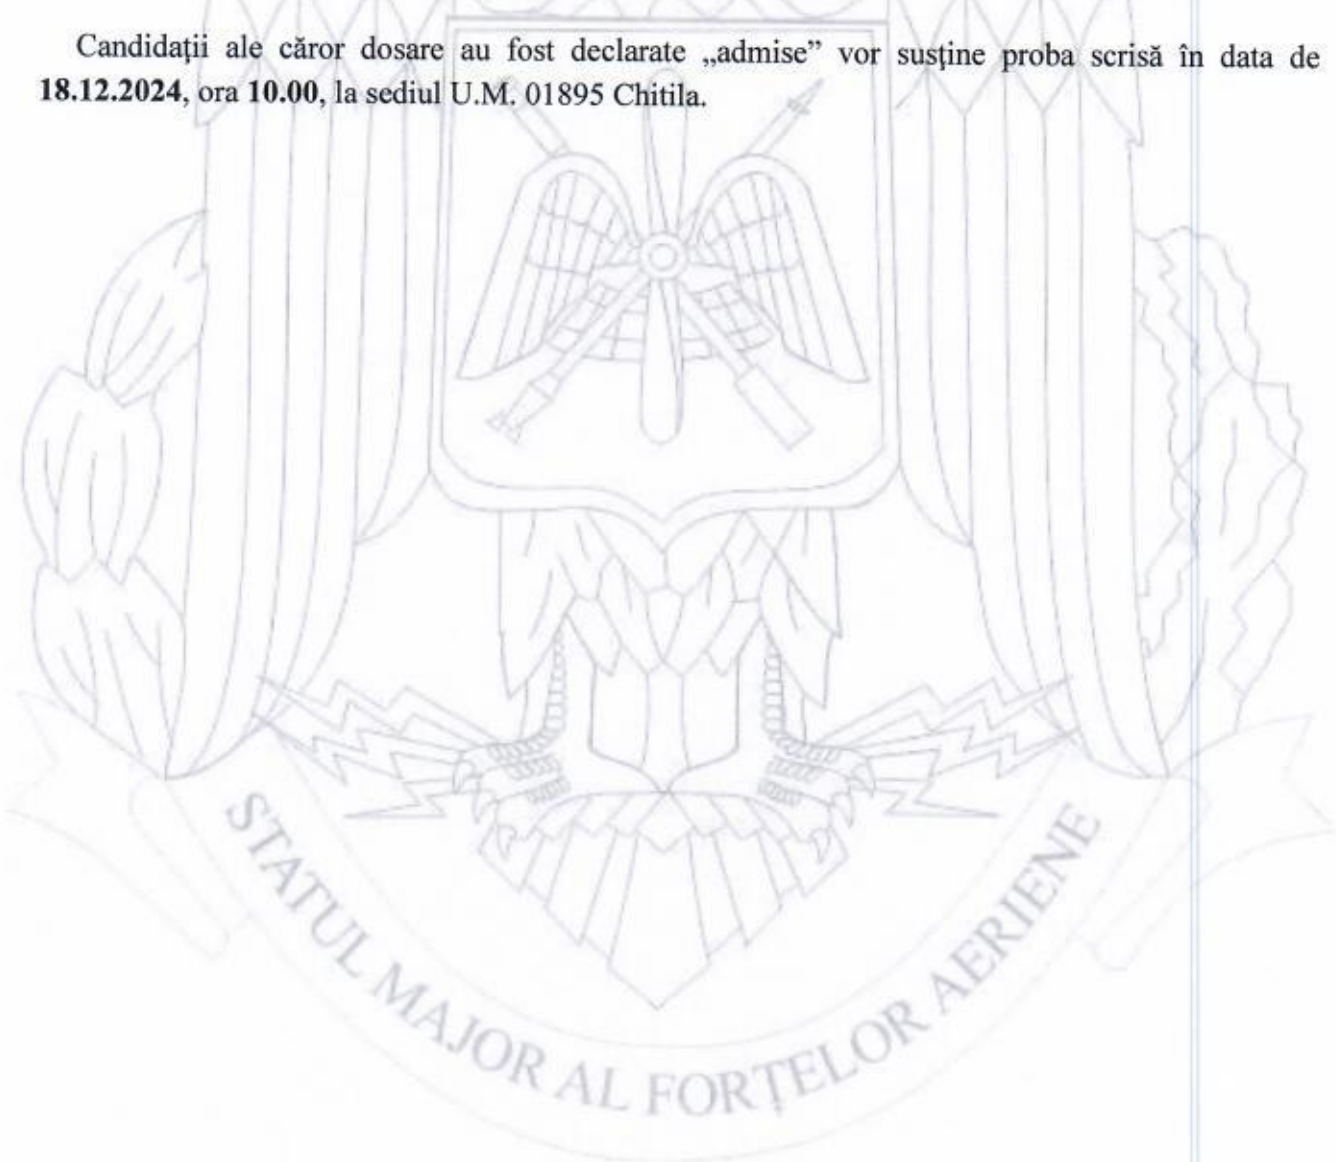 Candidații ale căror dosare au fost declarate „admise” vor susține proba scrisă în data de
18.12.2024, ora 10.00, la sediul U.M. 01895 Chitila.
STATUL MAJOR AL FORȚELOR AERIENE